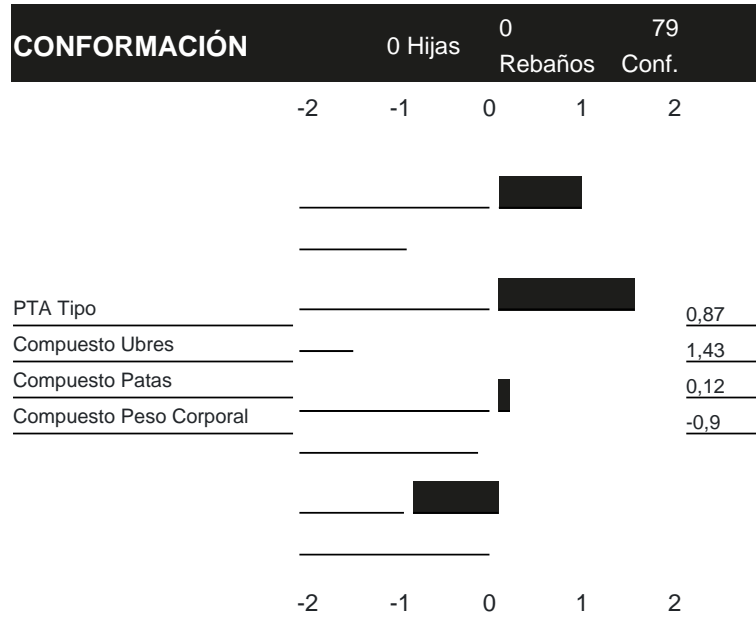 CONFORMACIÓN 0 Hijas 0 Rebaños 79 Conf.
-2 -1 0 1 2
PTA Tipo 0,87
Compuesto Ubres 1,43
Compuesto Patas 0,12
Compuesto Peso Corporal -0,9
-2 -1 0 1 2